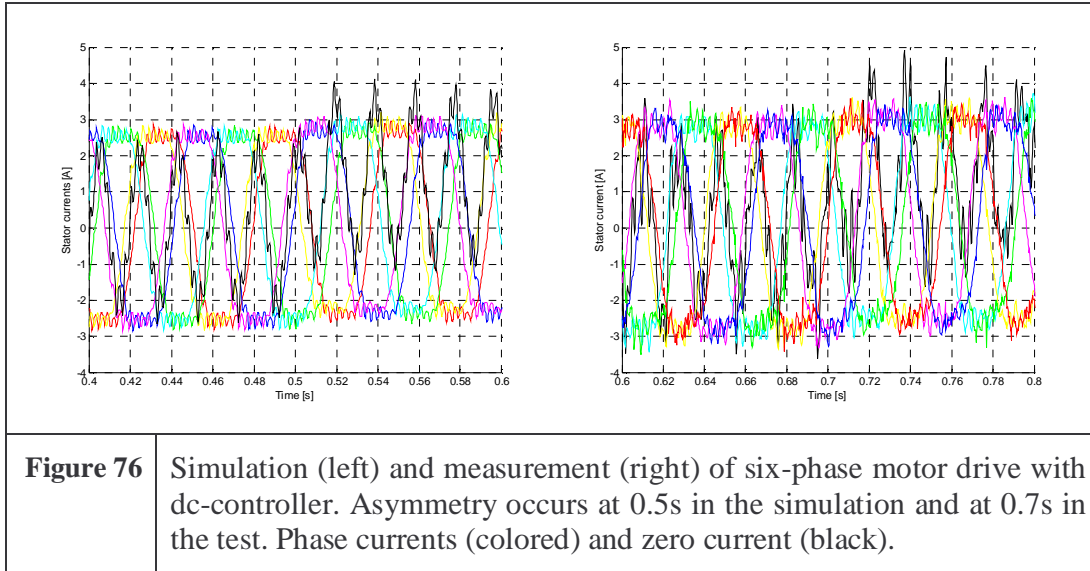 5
4
3
2
1
0
-1
-2
-3
-4
0.4 0.42 0.44 0.46 0.48 0.5 0.52 0.54 0.56 0.58 0.6
Time [s]
Stator currents [A]
5
4
3
2
1
0
-1
-2
-3
-4
0.6 0.62 0.64 0.66 0.68 0.7 0.72 0.74 0.76 0.78 0.8
Time [s]
Stator current [A]
Figure 76
Simulation (left) and measurement (right) of six-phase motor drive with
dc-controller. Asymmetry occurs at 0.5s in the simulation and at 0.7s in
the test. Phase currents (colored) and zero current (black).